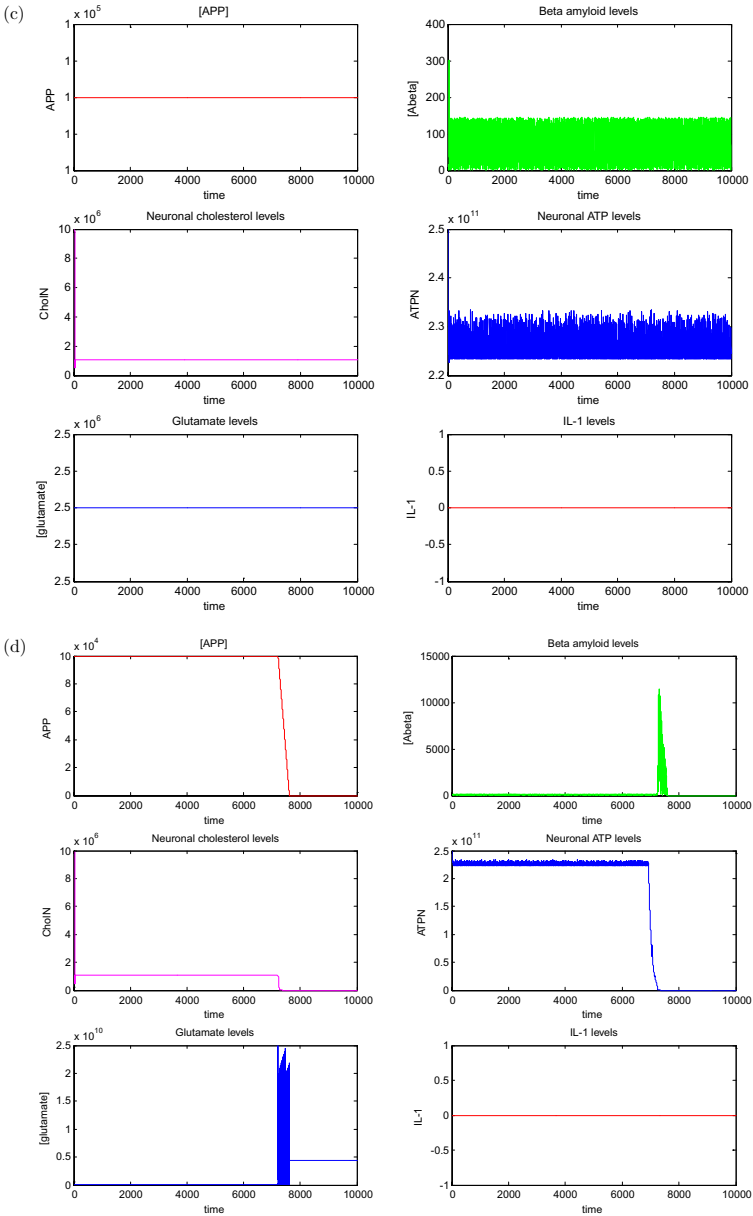 (c)
[APP]
x 10^5
1
1
1
1
1
APP
0 2000 4000 6000 8000 10000
time
Beta amyloid levels
400
300
200
100
0
[Abeta]
0 2000 4000 6000 8000 10000
time
Neuronal cholesterol levels
x 10^6
10
8
6
4
2
0
CholN
0 2000 4000 6000 8000 10000
time
Neuronal ATP levels
x 10^11
2.5
2.4
2.3
2.2
ATPN
0 2000 4000 6000 8000 10000
time
Glutamate levels
x 10^6
2.5
2.5
2.5
2.5
2.5
[glutamate]
0 2000 4000 6000 8000 10000
time
IL-1 levels
1
0.5
0
-0.5
-1
IL-1
0 2000 4000 6000 8000 10000
time
(d)
[APP]
x 10^4
10
8
6
4
2
0
APP
0 2000 4000 6000 8000 10000
time
Beta amyloid levels
15000
10000
5000
0
[Abeta]
0 2000 4000 6000 8000 10000
time
Neuronal cholesterol levels
x 10^6
10
8
6
4
2
0
CholN
0 2000 4000 6000 8000 10000
time
Neuronal ATP levels
x 10^11
2.5
2
1.5
1
0.5
0
ATPN
0 2000 4000 6000 8000 10000
time
Glutamate levels
x 10^10
2.5
2
1.5
1
0.5
0
[glutamate]
0 2000 4000 6000 8000 10000
time
IL-1 levels
1
0.5
0
-0.5
-1
IL-1
0 2000 4000 6000 8000 10000
time